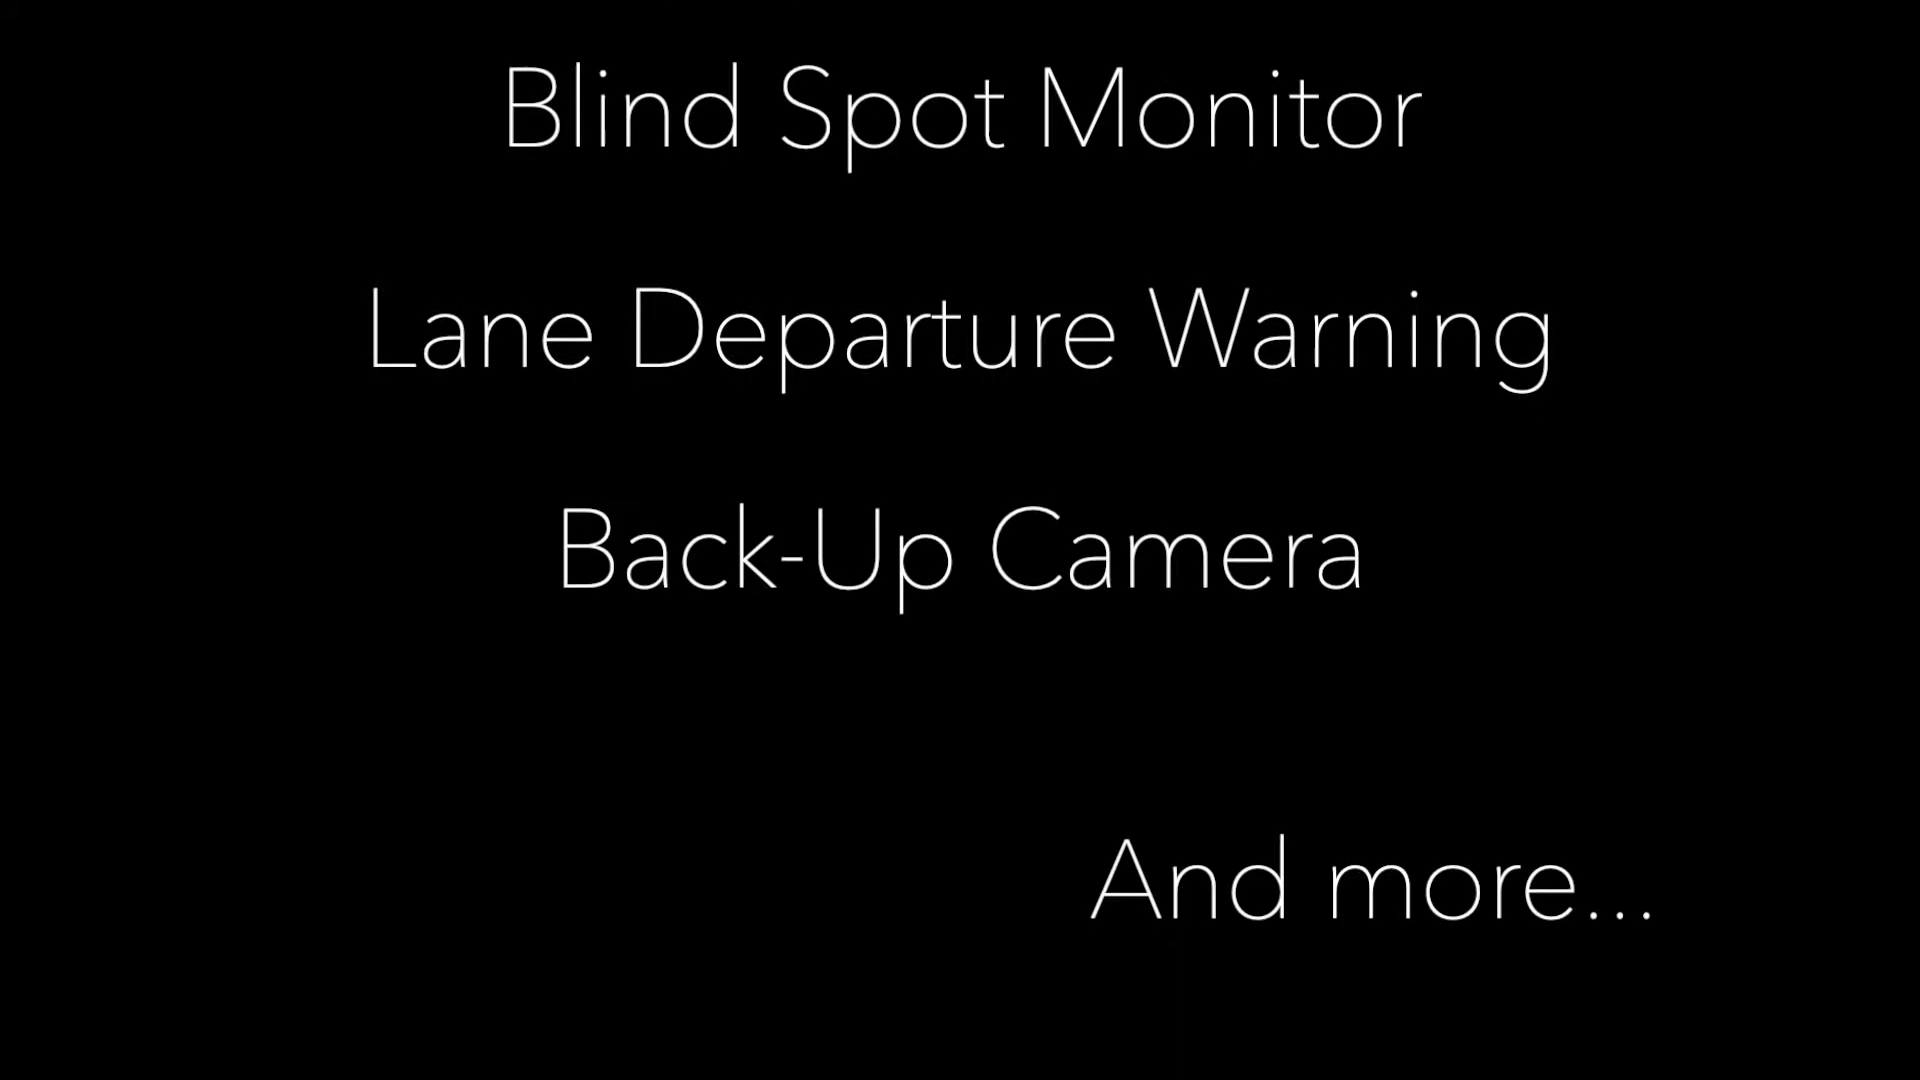 Blind Spot Monitor
Lane Departure Warning
Back-Up Camera
And more...